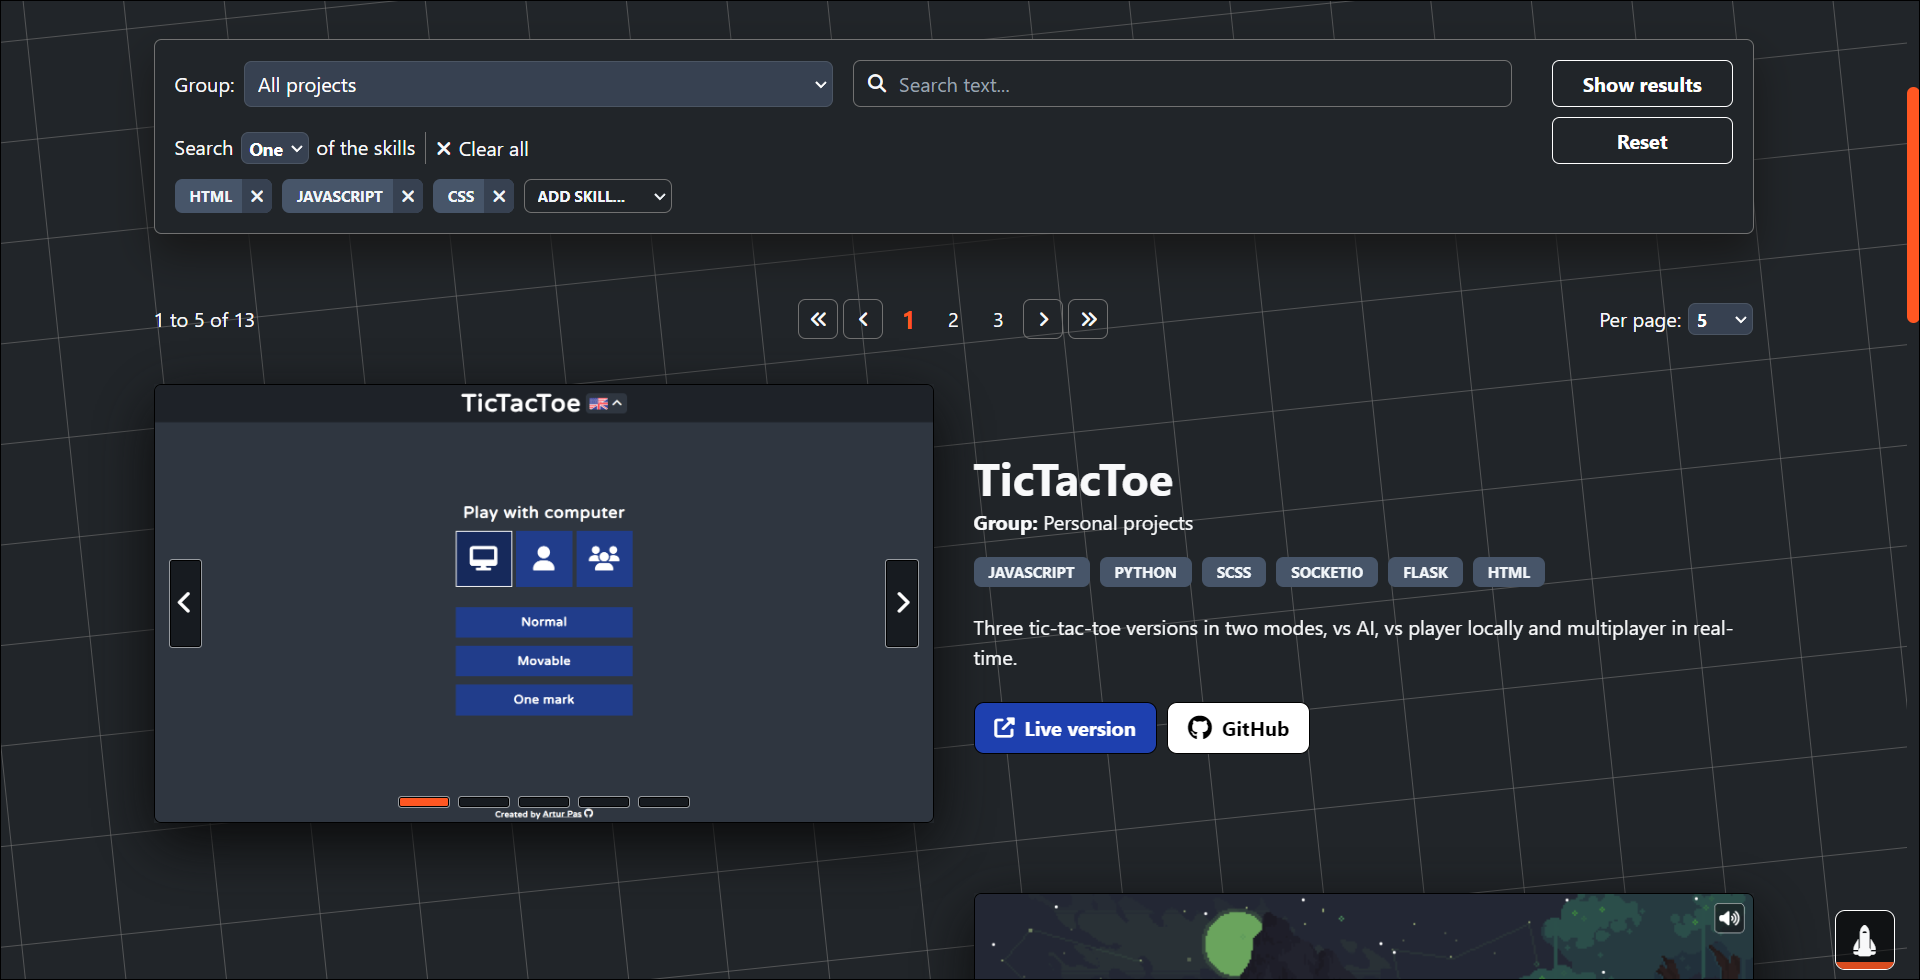 Group: All projects Search text... Show results
Search One of the skills Clear all Reset
HTML JAVASCRIPT CSS ADD SKILL...
1 to 5 of 13 1 2 3 Per page: 5
TicTacToe
Play with computer
Normal
Movable
One mark
Created by Artur Pas
TicTacToe
Group: Personal projects
JAVASCRIPT PYTHON SCSS SOCKETIO FLASK HTML
Three tic-tac-toe versions in two modes, vs AI, vs player locally and multiplayer in real-
time.
Live version GitHub